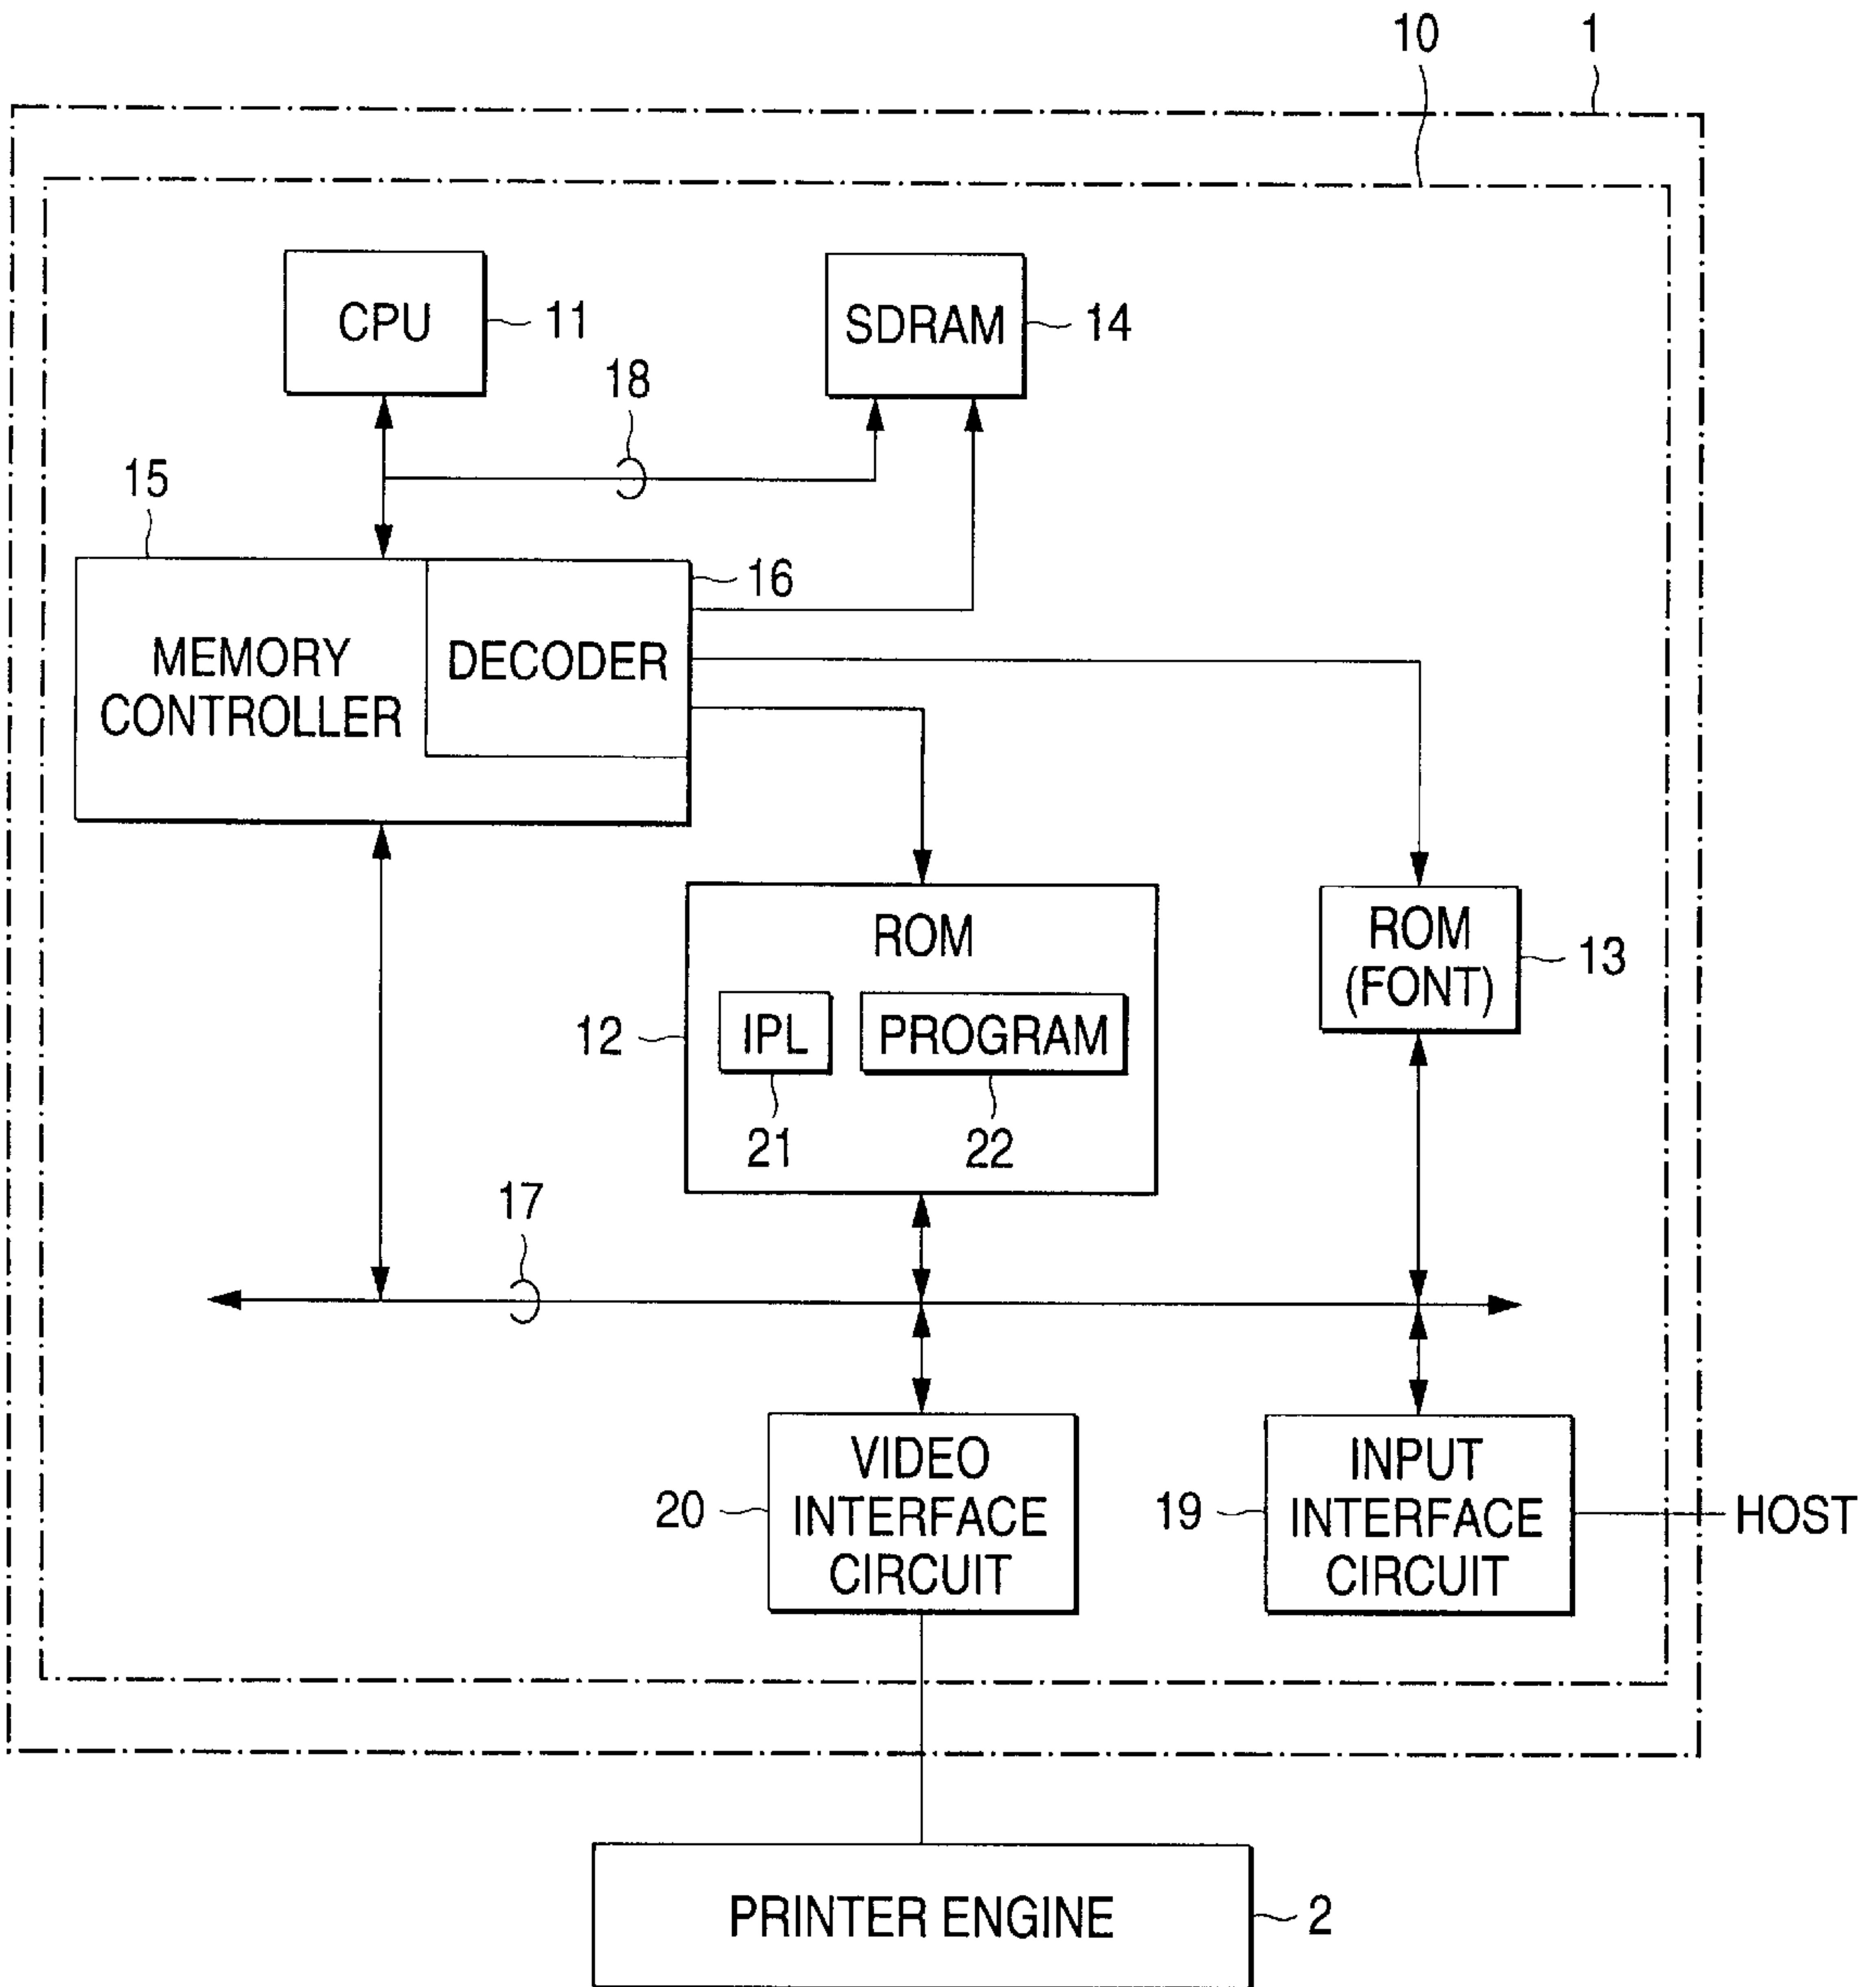 10
1
CPU
11
SDRAM
14
18
15
16
MEMORY
CONTROLLER
DECODER
ROM
ROM
(FONT)
13
12
IPL
PROGRAM
21
22
17
VIDEO
INTERFACE
CIRCUIT
20
INPUT
INTERFACE
CIRCUIT
19
HOST
PRINTER ENGINE
2